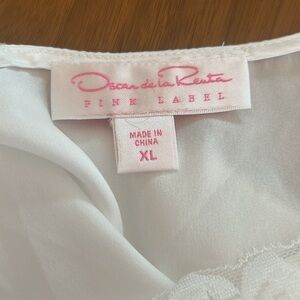 Oscar de la Renta
PINK LABEL
MADE IN
CHINA
XL